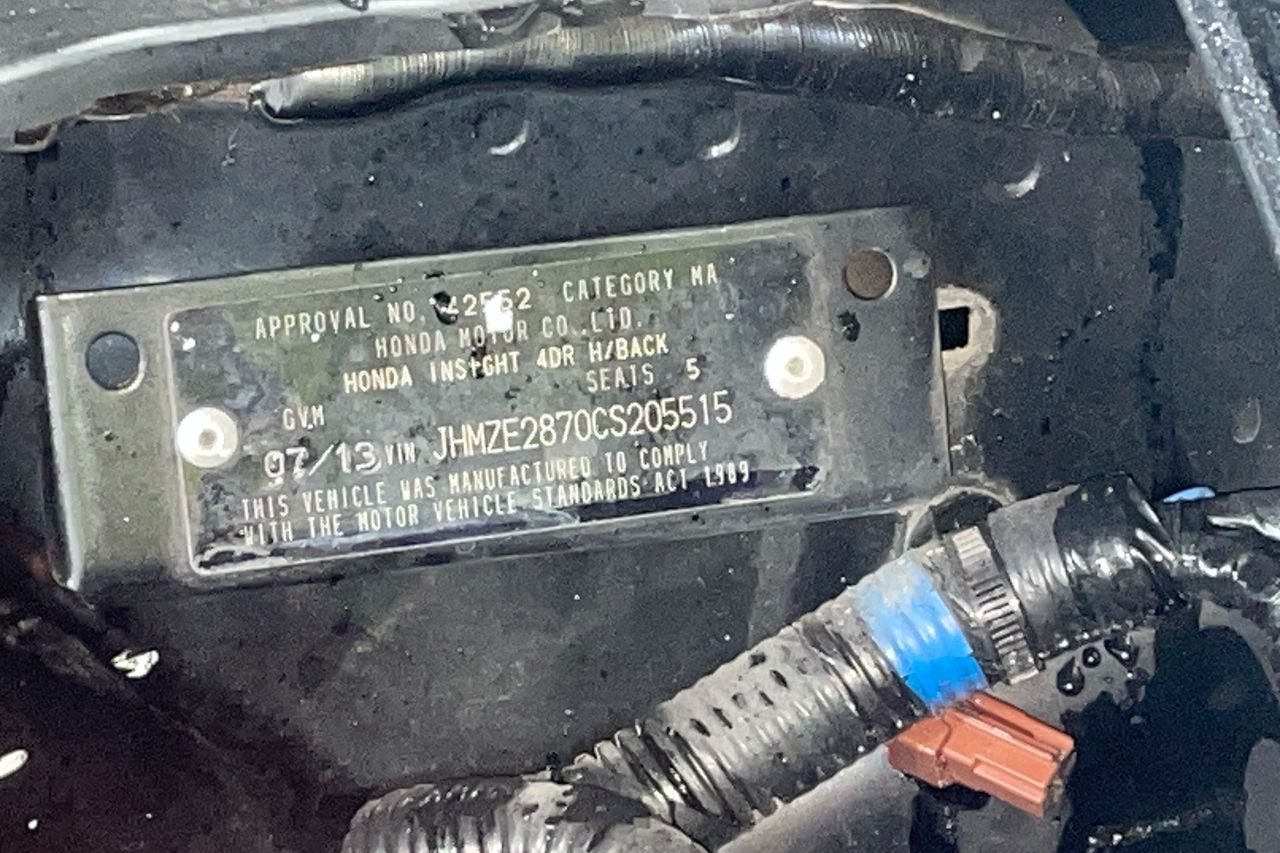 APPROVAL NO. 42552 CATEGORY MA
HONDA MOTOR CO.LTD.
HONDA INSIGHT 4DR H/BACK
SEATS 5
GVM
07/13 VIN JHMZE2870CS205515
THIS VEHICLE WAS MANUFACTURED TO COMPLY
WITH THE MOTOR VEHICLE STANDARDS ACT 1989